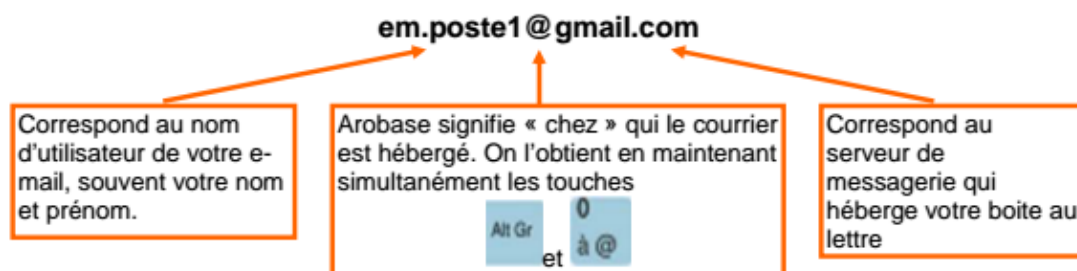 em.poste1@gmail.com
Correspond au nom
d'utilisateur de votre e-
mail, souvent votre nom
et prénom.
Arobase signifie « chez » qui le courrier
est hébergé. On l'obtient en maintenant
simultanément les touches
Alt Gr
et
0
à @
Correspond au
serveur de
messagerie qui
héberge votre boite au
lettre